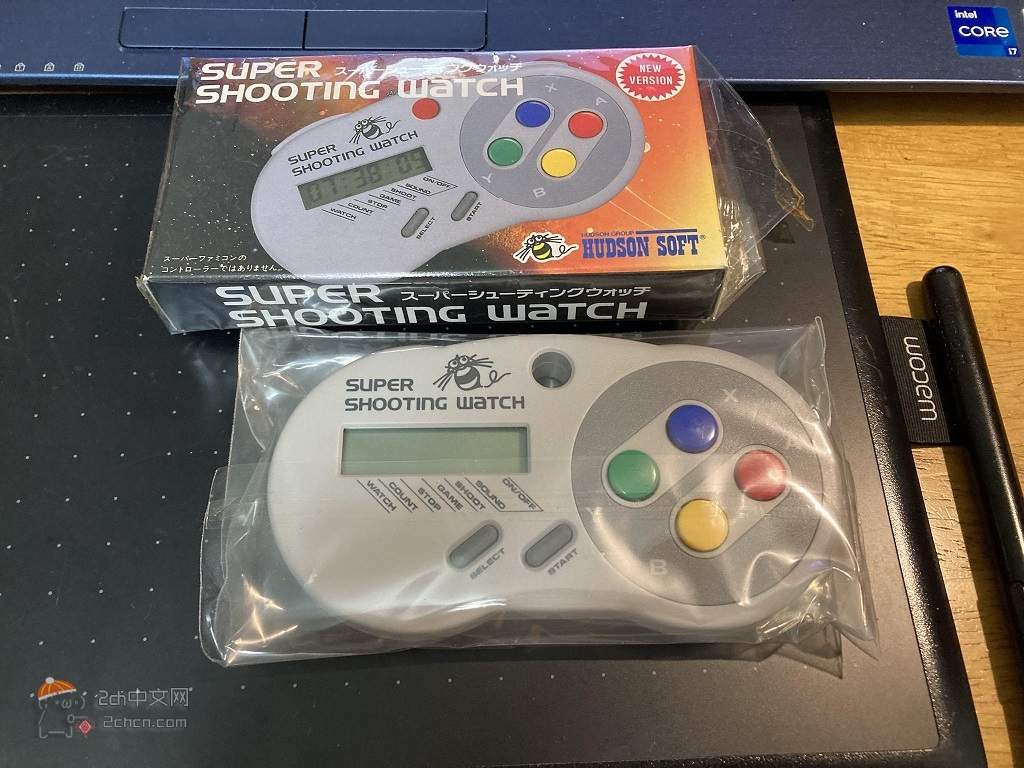 intel
CORE
i7
SUPER スーパーシューティングウォッチ
SHOOTING WATCH
NEW
VERSION
SUPER
SHOOTING WATCH
X
A
Y
B
ON/OFF
SOUND
SHOOT
GAME
STOP
COUNT
WATCH
SELECT
START
HUDSON GROUP
HUDSON SOFT®
スーパーファミコンの
コントローラーではありません。
SUPER スーパーシューティングウォッチ
SHOOTING WATCH
SUPER
SHOOTING WATCH
X
B
WATCH
COUNT
STOP
GAME
SHOOT
SOUND
ON/OFF
SELECT
START
wacom
2ch中文网
2chcn.com